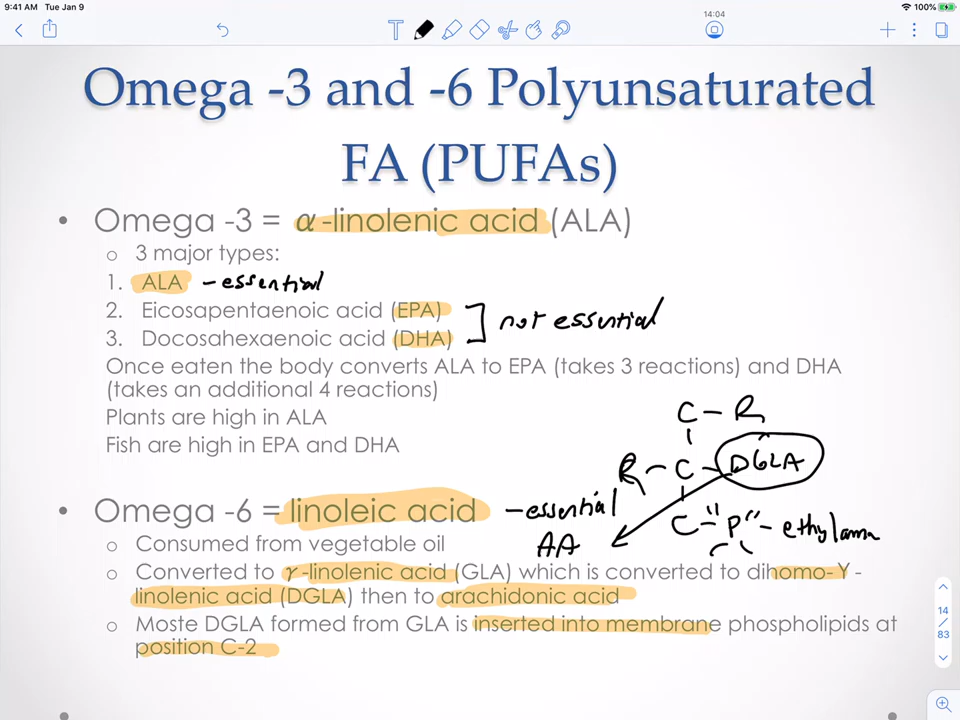 9:41 AM Tue Jan 9
14:04
100%
T
Omega -3 and -6 Polyunsaturated
FA (PUFAs)
• Omega -3 = α-linolenic acid (ALA)
o 3 major types:
1. ALA - essential
2. Eicosapentaenoic acid (EPA)
3. Docosahexaenoic acid (DHA)
] not essential
Once eaten the body converts ALA to EPA (takes 3 reactions) and DHA
(takes an additional 4 reactions)
Plants are high in ALA
Fish are high in EPA and DHA
C - R
R - C - DGLA
C - P - ethylama
• Omega -6 = linoleic acid - essential
AA
o Consumed from vegetable oil
o Converted to γ-linolenic acid (GLA) which is converted to dihomo-Y -
linolenic acid (DGLA) then to arachidonic acid
o Moste DGLA formed from GLA is inserted into membrane phospholipids at
position C-2
14
/
83